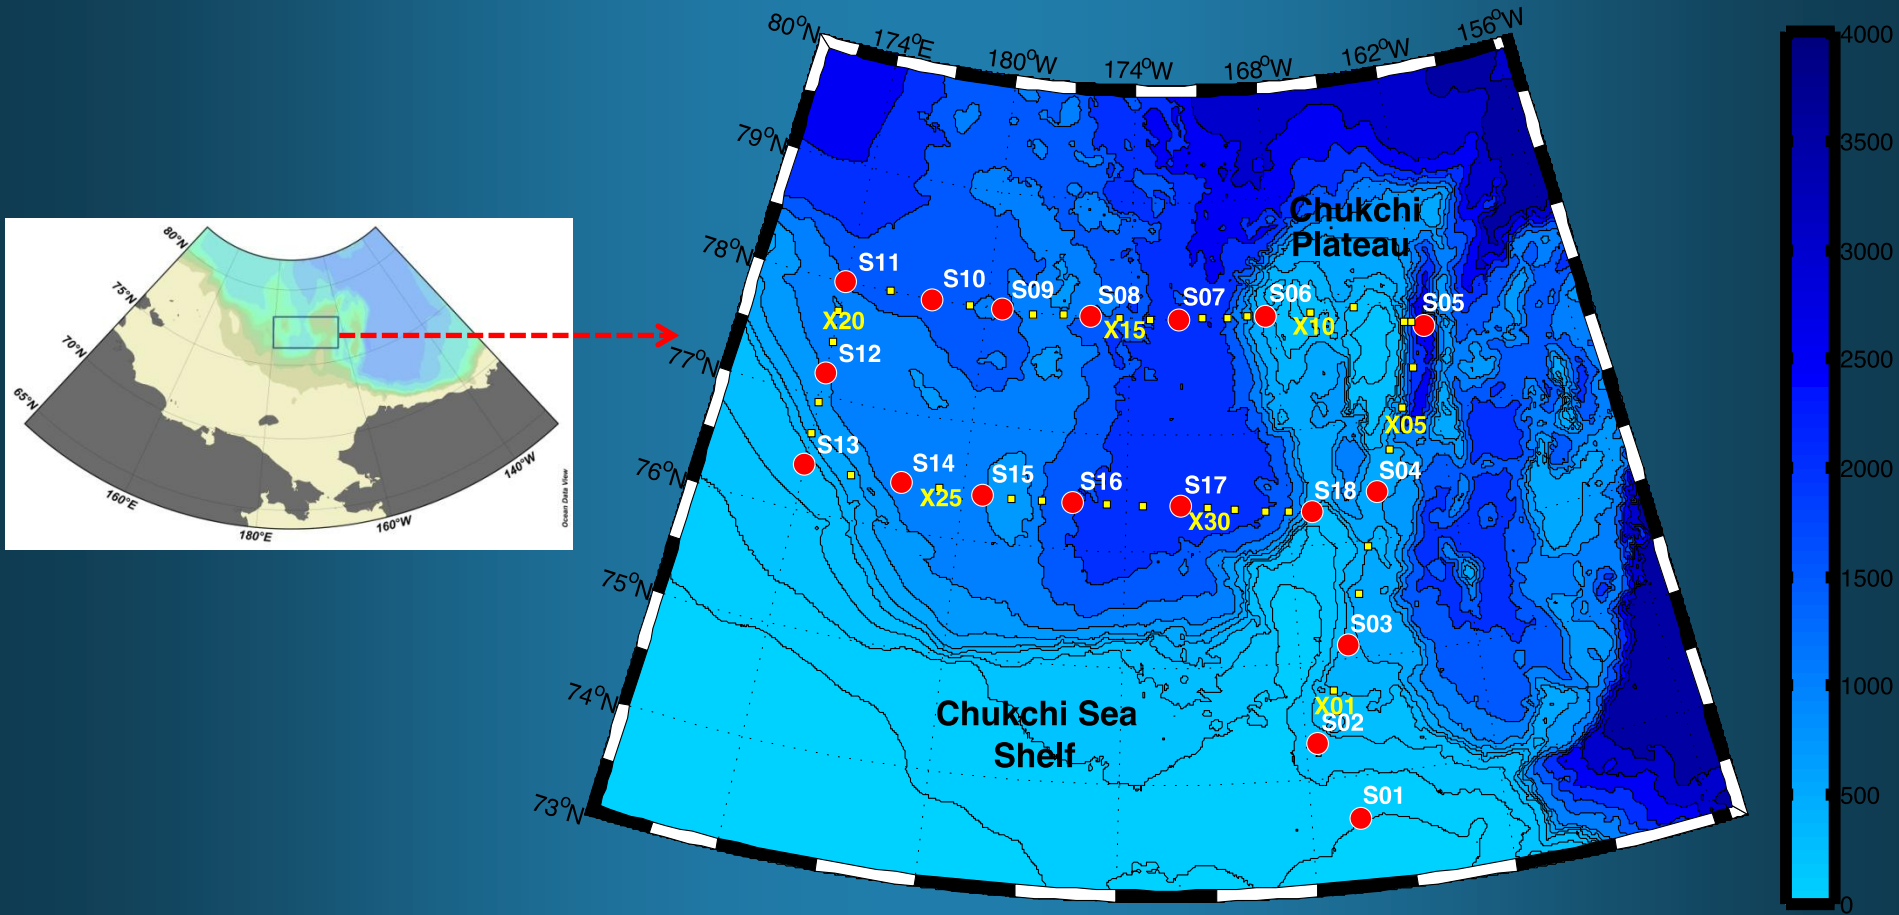 80°N
174°E
180°W
174°W
168°W
162°W
156°W
79°N
78°N
77°N
76°N
75°N
74°N
73°N
Chukchi
Plateau
S11
S10
S09
S08
S07
S06
S05
X20
X15
X10
S12
X05
S13
S14
S15
S16
S17
S18
S04
X25
X30
S03
X01
S02
S01
Chukchi Sea
Shelf
4000
3500
3000
2500
2000
1500
1000
500
0
80°N
75°N
70°N
65°N
160°E
180°E
160°W
140°W
Ocean Data View